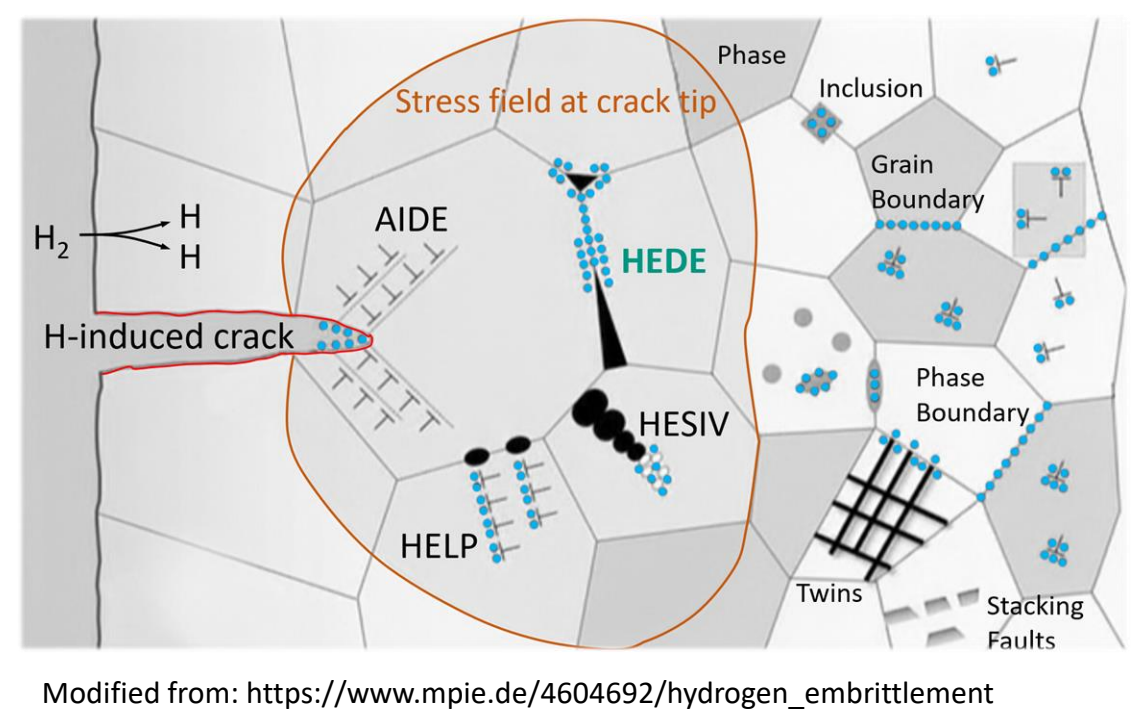 Phase
Inclusion
Stress field at crack tip
Grain
Boundary
AIDE
H₂
H
H
HEDE
H-induced crack
Phase
Boundary
HESIV
HELP
Twins
Stacking
Faults
Modified from: https://www.mpie.de/4604692/hydrogen_embrittlement